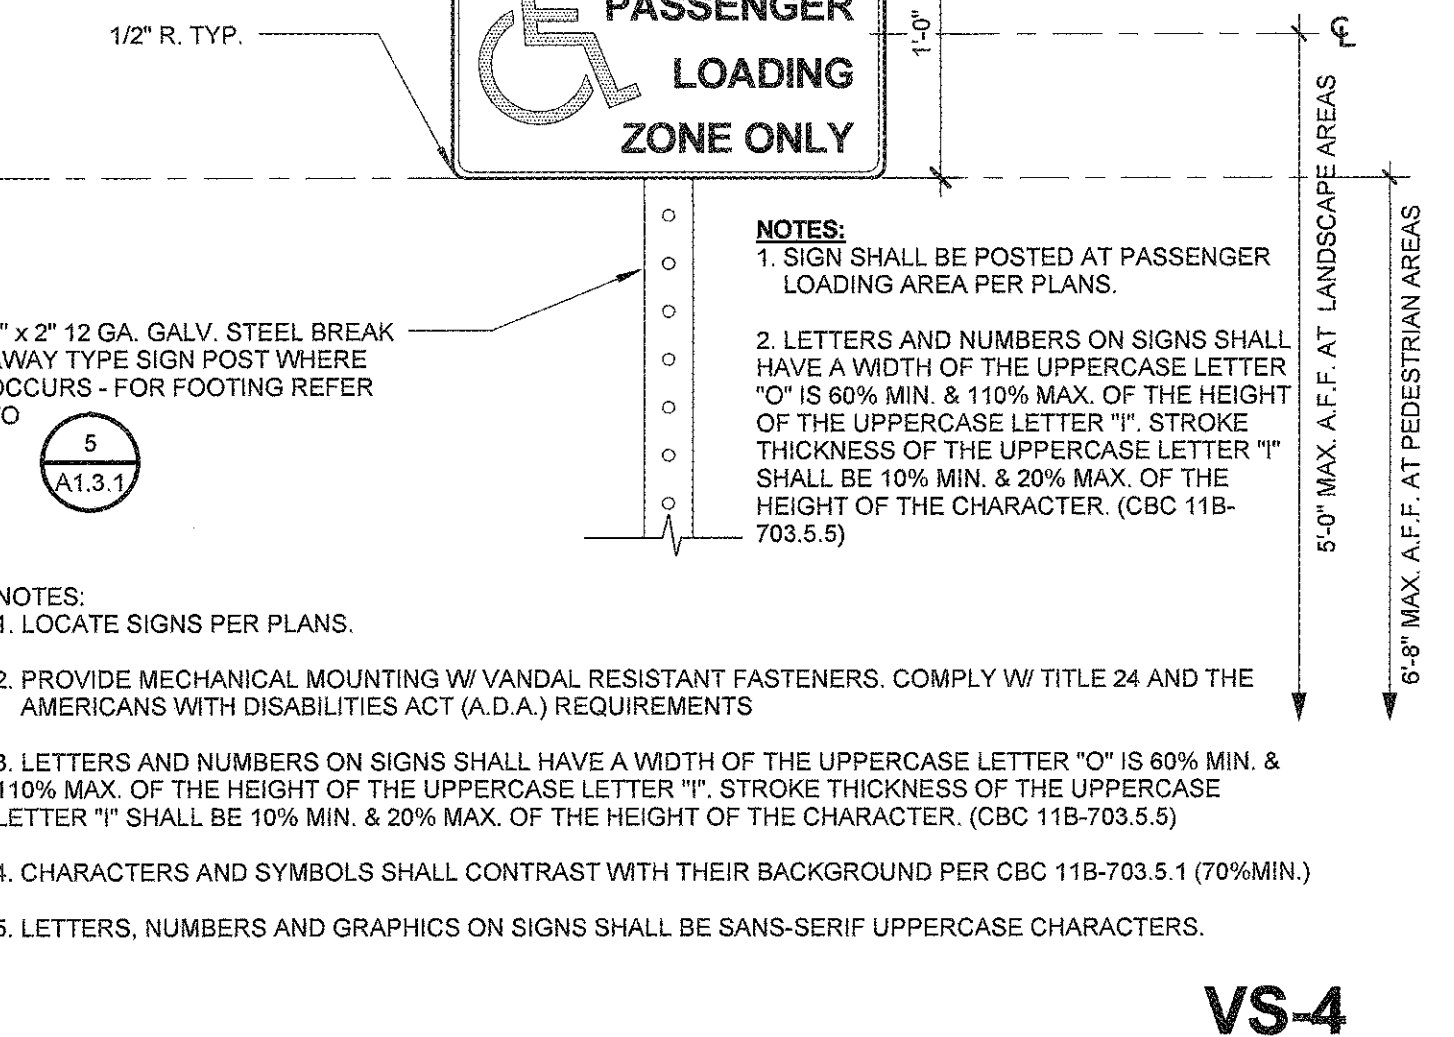 PASSENGER
LOADING
ZONE ONLY
1/2" R. TYP.
1'-0"
℄
5'-0" MAX. A.F.F. AT LANDSCAPE AREAS
6'-8" MAX. A.F.F. AT PEDESTRIAN AREAS
" x 2" 12 GA. GALV. STEEL BREAK
AWAY TYPE SIGN POST WHERE
OCCURS - FOR FOOTING REFER
TO
5
A1.3.1
NOTES:
1. SIGN SHALL BE POSTED AT PASSENGER
LOADING AREA PER PLANS.
2. LETTERS AND NUMBERS ON SIGNS SHALL
HAVE A WIDTH OF THE UPPERCASE LETTER
"O" IS 60% MIN. & 110% MAX. OF THE HEIGHT
OF THE UPPERCASE LETTER "I". STROKE
THICKNESS OF THE UPPERCASE LETTER "I"
SHALL BE 10% MIN. & 20% MAX. OF THE
HEIGHT OF THE CHARACTER. (CBC 11B-
703.5.5)
NOTES:
1. LOCATE SIGNS PER PLANS.
2. PROVIDE MECHANICAL MOUNTING W/ VANDAL RESISTANT FASTENERS. COMPLY W/ TITLE 24 AND THE
AMERICANS WITH DISABILITIES ACT (A.D.A.) REQUIREMENTS
3. LETTERS AND NUMBERS ON SIGNS SHALL HAVE A WIDTH OF THE UPPERCASE LETTER "O" IS 60% MIN. &
110% MAX. OF THE HEIGHT OF THE UPPERCASE LETTER "I". STROKE THICKNESS OF THE UPPERCASE
LETTER "I" SHALL BE 10% MIN. & 20% MAX. OF THE HEIGHT OF THE CHARACTER. (CBC 11B-703.5.5)
4. CHARACTERS AND SYMBOLS SHALL CONTRAST WITH THEIR BACKGROUND PER CBC 11B-703.5.1 (70%MIN.)
5. LETTERS, NUMBERS AND GRAPHICS ON SIGNS SHALL BE SANS-SERIF UPPERCASE CHARACTERS.
VS-4